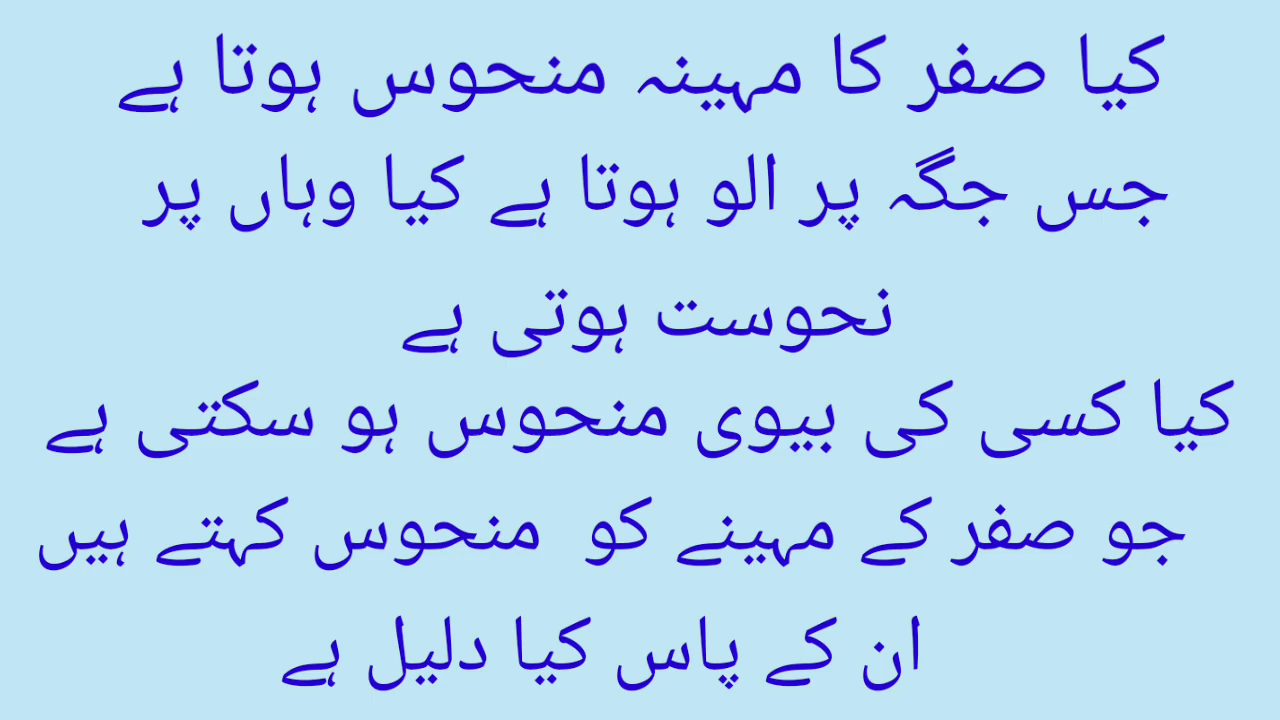 کیا صفر کا مہینہ منحوس ہوتا ہے
جس جگہ پر الو ہوتا ہے کیا وہاں پر
نحوست ہوتی ہے
کیا کسی کی بیوی منحوس ہو سکتی ہے
جو صفر کے مہینے کو منحوس کہتے ہیں
ان کے پاس کیا دلیل ہے